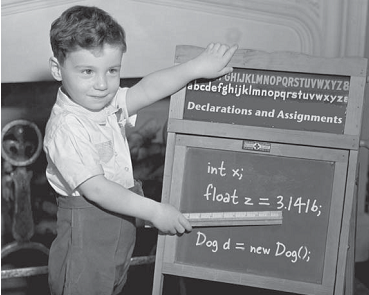 GHIJKLMNOPQRSTUVWXYZ&
abcdefghijklmnopqrstuvwxyz&
Declarations and Assignments
int x;
float z = 3.1416;
Dog d = new Dog();